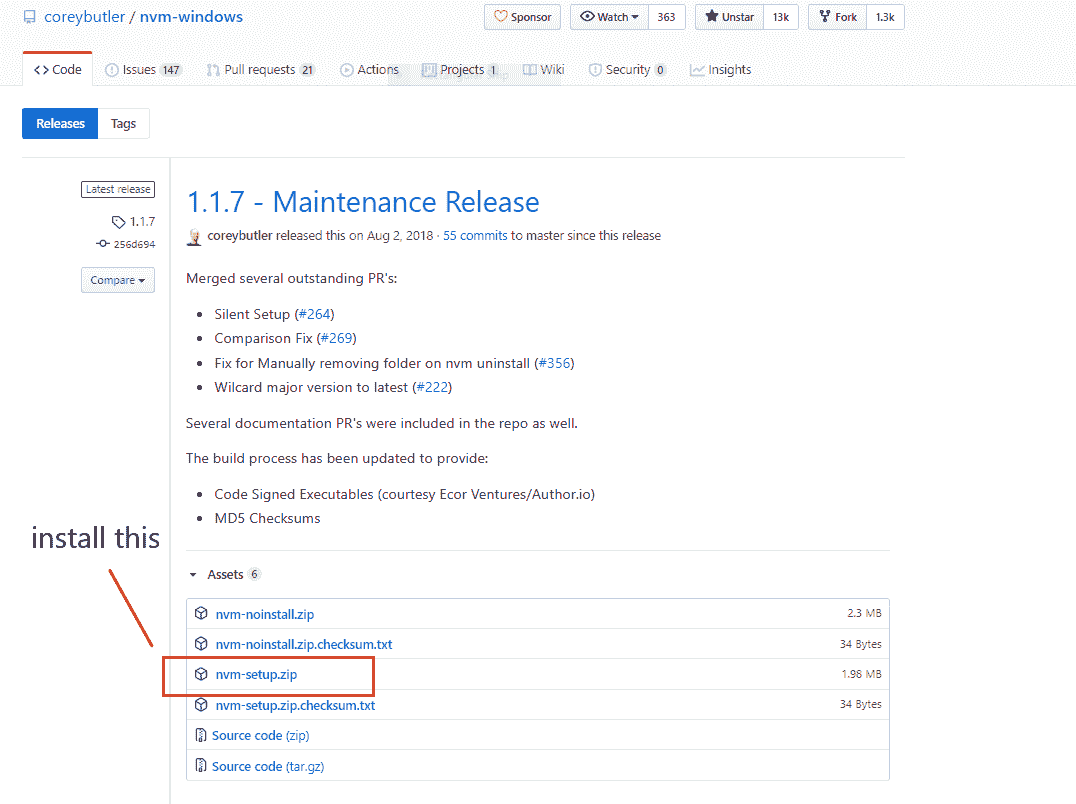 coreybutler / nvm-windows
Sponsor Watch 363 Unstar 13k Fork 1.3k
Code Issues 147 Pull requests 21 Actions Projects 1 Wiki Security 0 Insights
Releases Tags
Latest release
1.1.7
256d694
Compare
1.1.7 - Maintenance Release
coreybutler released this on Aug 2, 2018 · 55 commits to master since this release
Merged several outstanding PR's:
• Silent Setup (#264)
• Comparison Fix (#269)
• Fix for Manually removing folder on nvm uninstall (#356)
• Wilcard major version to latest (#222)
Several documentation PR's were included in the repo as well.
The build process has been updated to provide:
• Code Signed Executables (courtesy Ecor Ventures/Author.io)
• MD5 Checksums
install this
Assets 6
nvm-noinstall.zip 2.3 MB
nvm-noinstall.zip.checksum.txt 34 Bytes
nvm-setup.zip 1.98 MB
nvm-setup.zip.checksum.txt 34 Bytes
Source code (zip)
Source code (tar.gz)